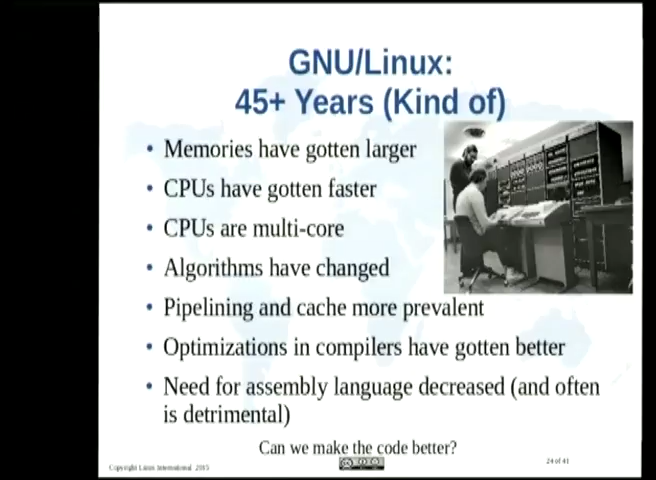 GNU/Linux:
45+ Years (Kind of)
• Memories have gotten larger
• CPUs have gotten faster
• CPUs are multi-core
• Algorithms have changed
• Pipelining and cache more prevalent
• Optimizations in compilers have gotten better
• Need for assembly language decreased (and often
is detrimental)
Can we make the code better?
Copyright Linux International 2015
24 of 41